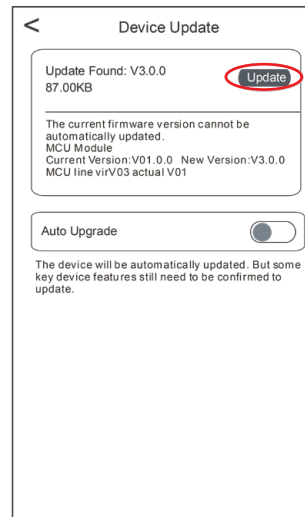 < Device Update
Update Found: V3.0.0
Update
87.00KB
The current firmware version cannot be
automatically updated.
MCU Module
Current Version:V01.0.0 New Version:V3.0.0
MCU line virV03 actual V01
Auto Upgrade
The device will be automatically updated. But some
key device features still need to be confirmed to
update.